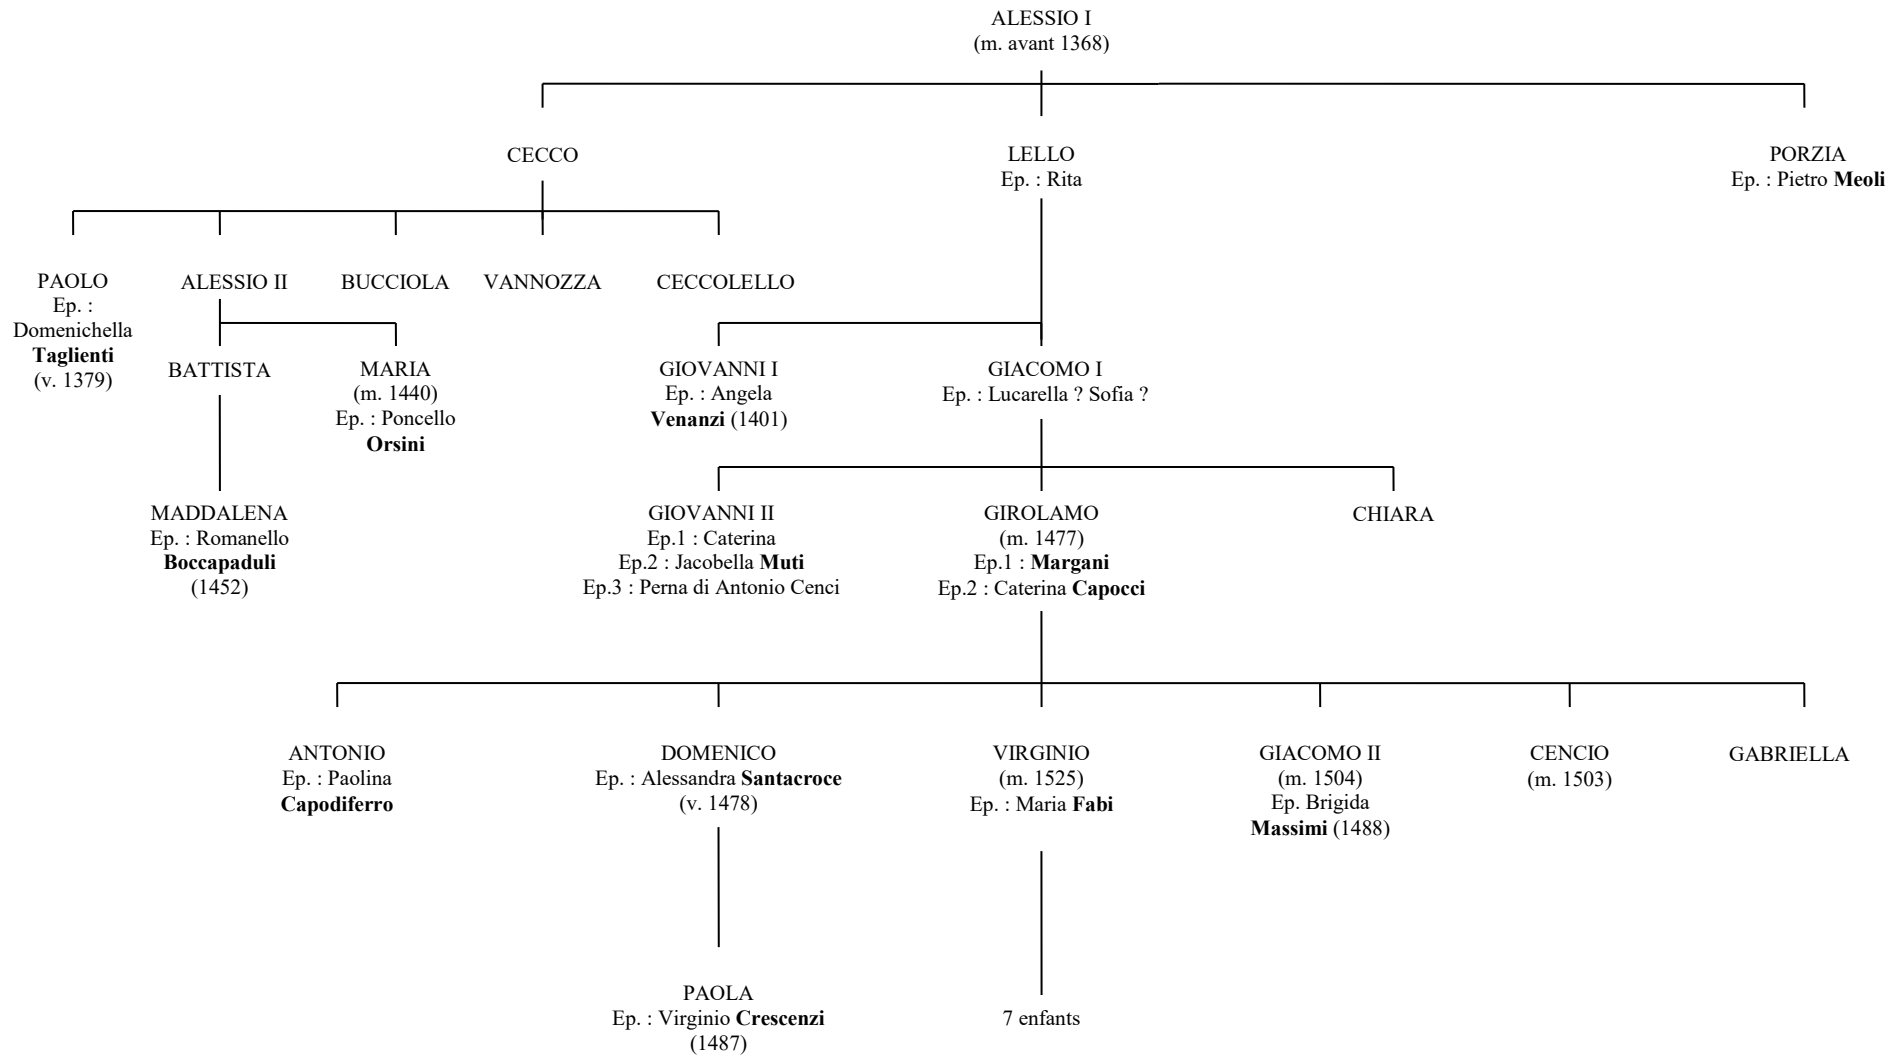 ALESSIO I
(m. avant 1368)
CECCO
LELLO
Ep. : Rita
PORZIA
Ep. : Pietro Meoli
PAOLO
Ep. :
Domenichella
Taglienti
(v. 1379)
ALESSIO II
BUCCIOLA
VANNOZZA
CECCOLELLO
BATTISTA
MARIA
(m. 1440)
Ep. : Poncello
Orsini
GIOVANNI I
Ep. : Angela
Venanzi (1401)
GIACOMO I
Ep. : Lucarella ? Sofia ?
MADDALENA
Ep. : Romanello
Boccapaduli
(1452)
GIOVANNI II
Ep.1 : Caterina
Ep.2 : Jacobella Muti
Ep.3 : Perna di Antonio Cenci
GIROLAMO
(m. 1477)
Ep.1 : Margani
Ep.2 : Caterina Capocci
CHIARA
ANTONIO
Ep. : Paolina
Capodiferro
DOMENICO
Ep. : Alessandra Santacroce
(v. 1478)
VIRGINIO
(m. 1525)
Ep. : Maria Fabi
GIACOMO II
(m. 1504)
Ep. Brigida
Massimi (1488)
CENCIO
(m. 1503)
GABRIELLA
PAOLA
Ep. : Virginio Crescenzi
(1487)
7 enfants